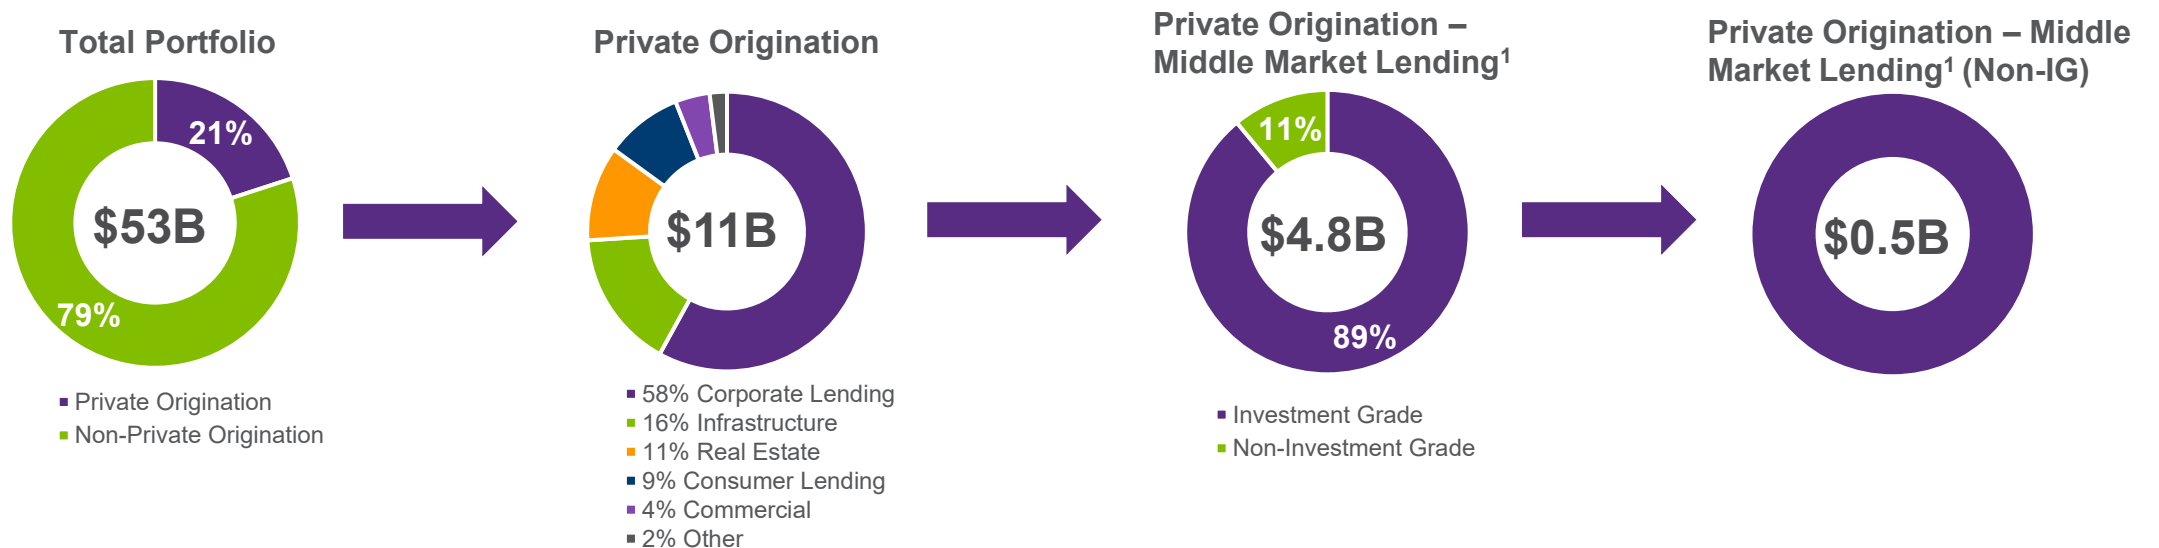 Total Portfolio
21%
$53B
79%
Private Origination
Non-Private Origination
Private Origination
$11B
58% Corporate Lending
16% Infrastructure
11% Real Estate
9% Consumer Lending
4% Commercial
2% Other
Private Origination –
Middle Market Lending¹
11%
$4.8B
89%
Investment Grade
Non-Investment Grade
Private Origination – Middle
Market Lending¹ (Non-IG)
$0.5B